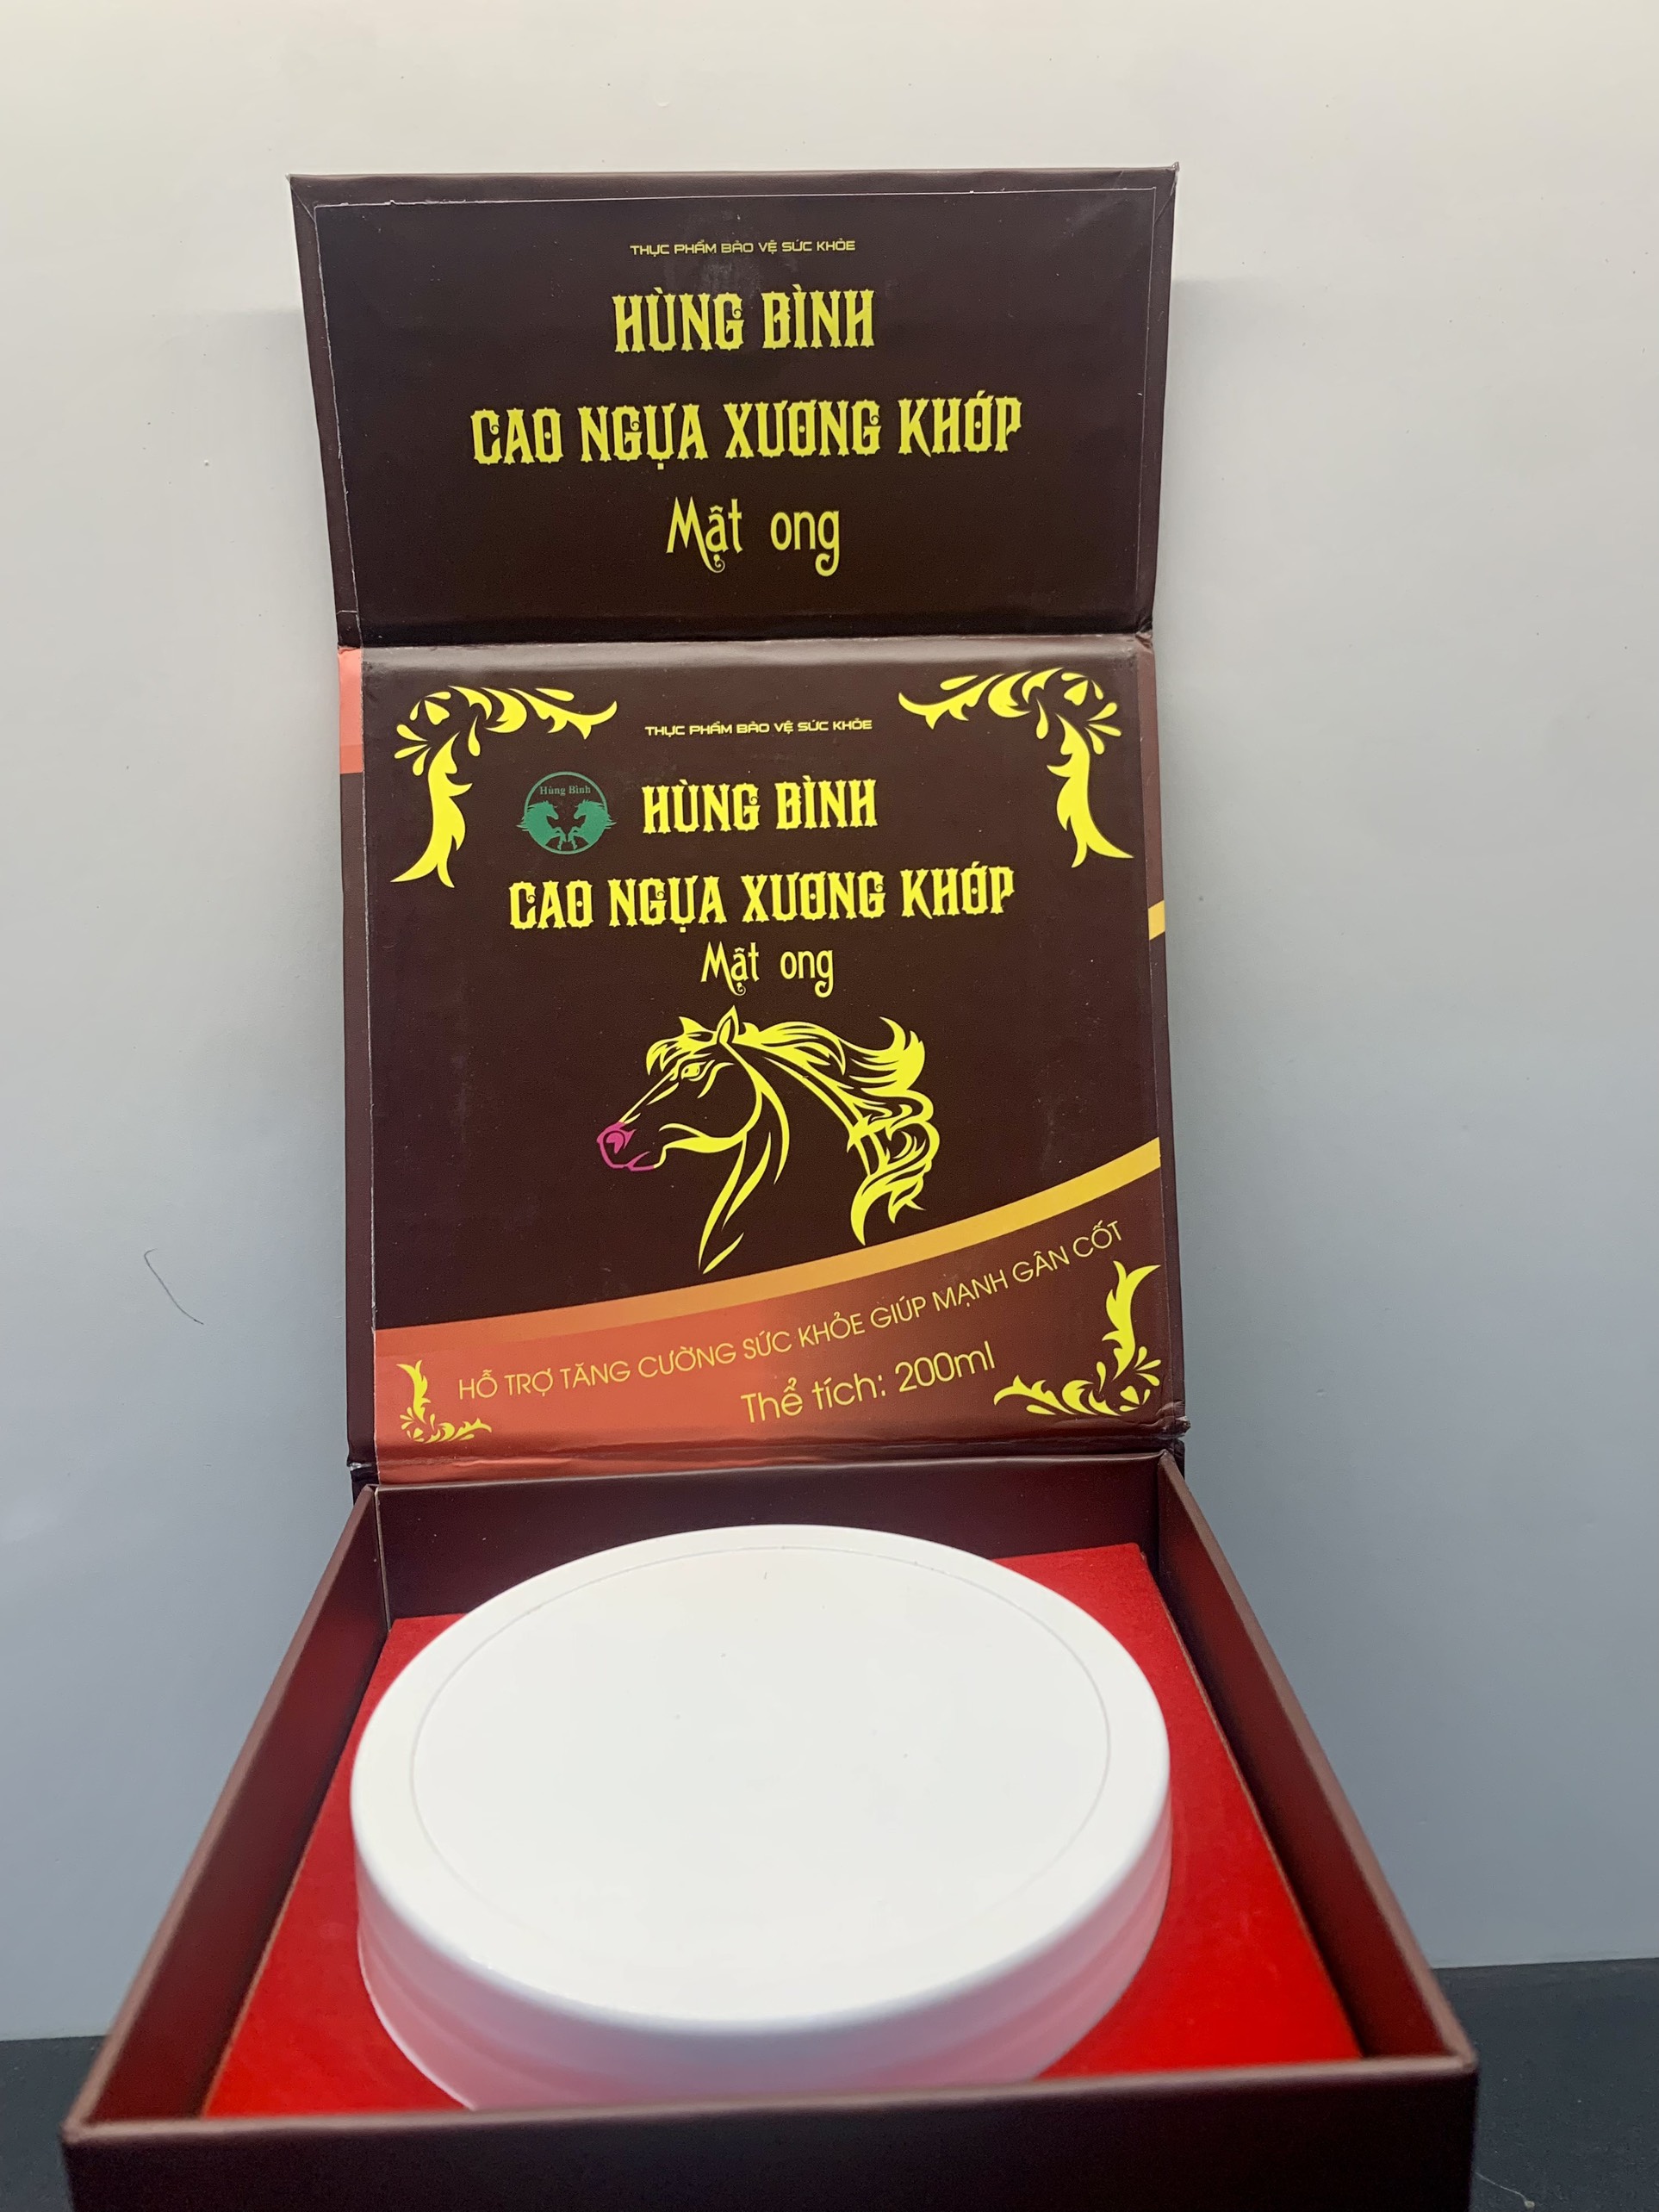 THỰC PHẨM BẢO VỆ SỨC KHỎE
HÙNG BÌNH
CAO NGỰA XƯƠNG KHỚP
Mật ong
THỰC PHẨM BẢO VỆ SỨC KHỎE
Hùng Bình
HÙNG BÌNH
CAO NGỰA XƯƠNG KHỚP
Mật ong
HỖ TRỢ TĂNG CƯỜNG SỨC KHỎE GIÚP MẠNH GÂN CỐT
Thể tích: 200ml